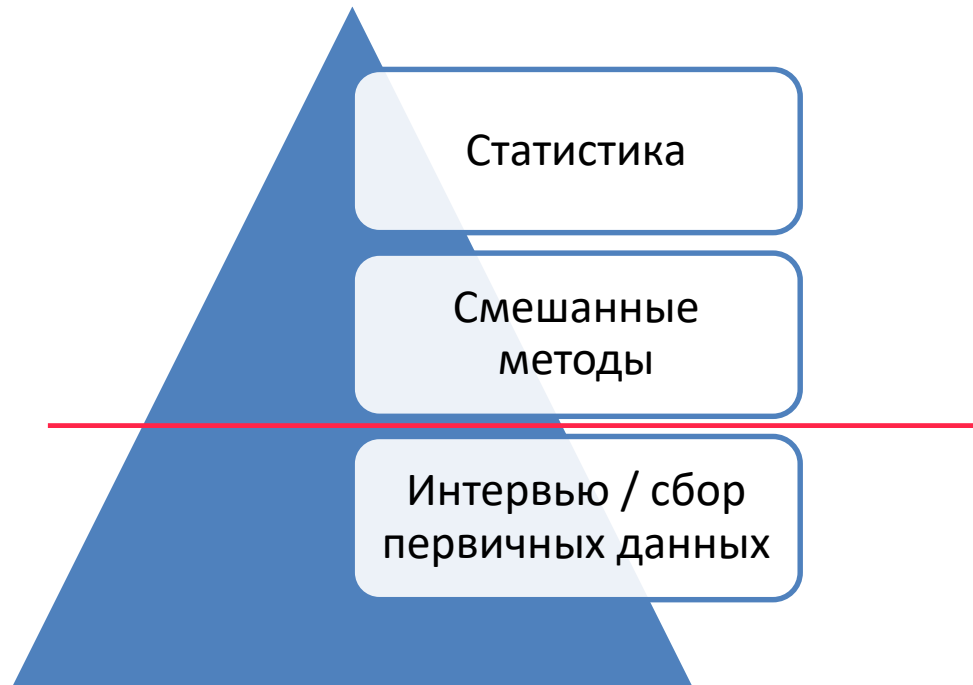 Статистика
Смешанные
методы
Интервью / сбор
первичных данных